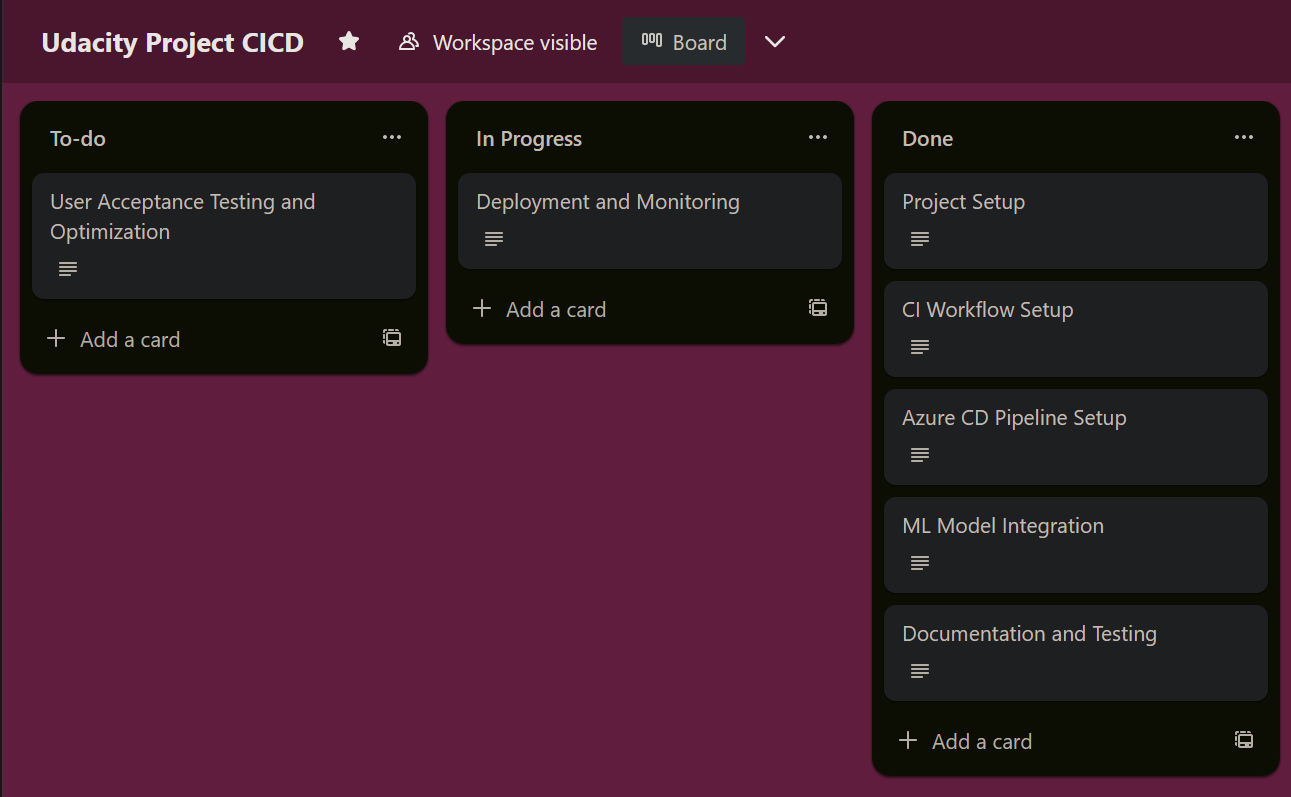 Udacity Project CICD
Workspace visible
Board
To-do
User Acceptance Testing and
Optimization
Add a card
In Progress
Deployment and Monitoring
Add a card
Done
Project Setup
CI Workflow Setup
Azure CD Pipeline Setup
ML Model Integration
Documentation and Testing
Add a card